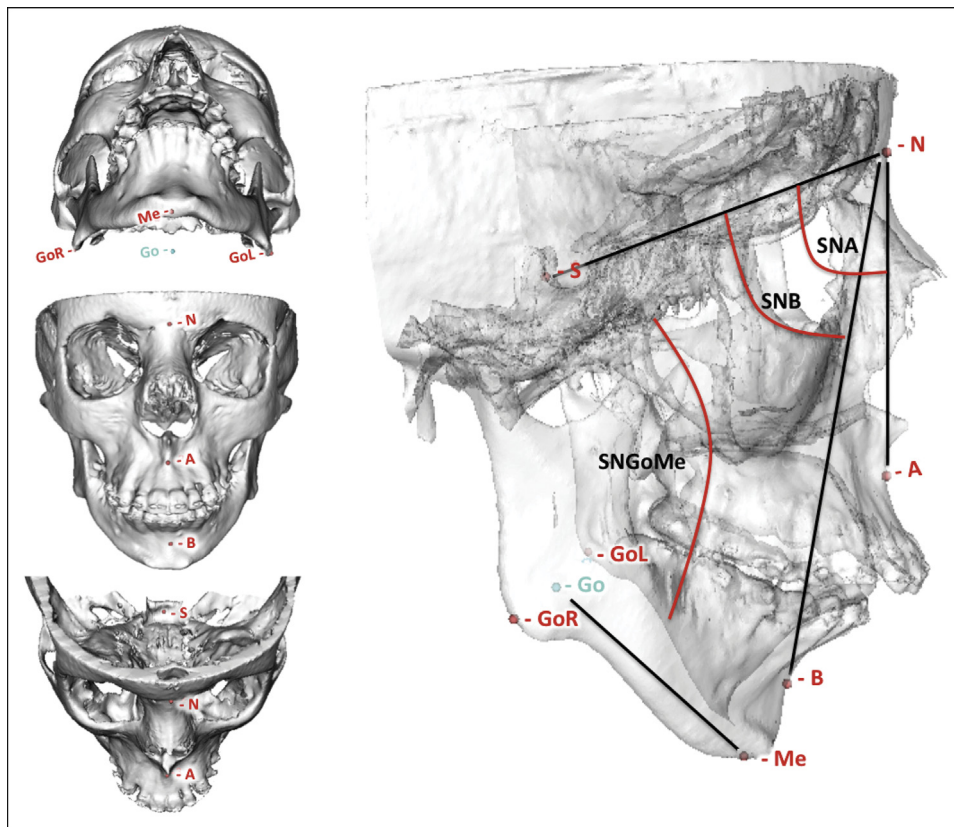 Me -
GoR -
Go -
GoL -
- N
- A
- B
- S
- N
- A
- N
SNA
- S
SNB
SNGoMe
- A
- GoL
- Go
- GoR
- B
- Me